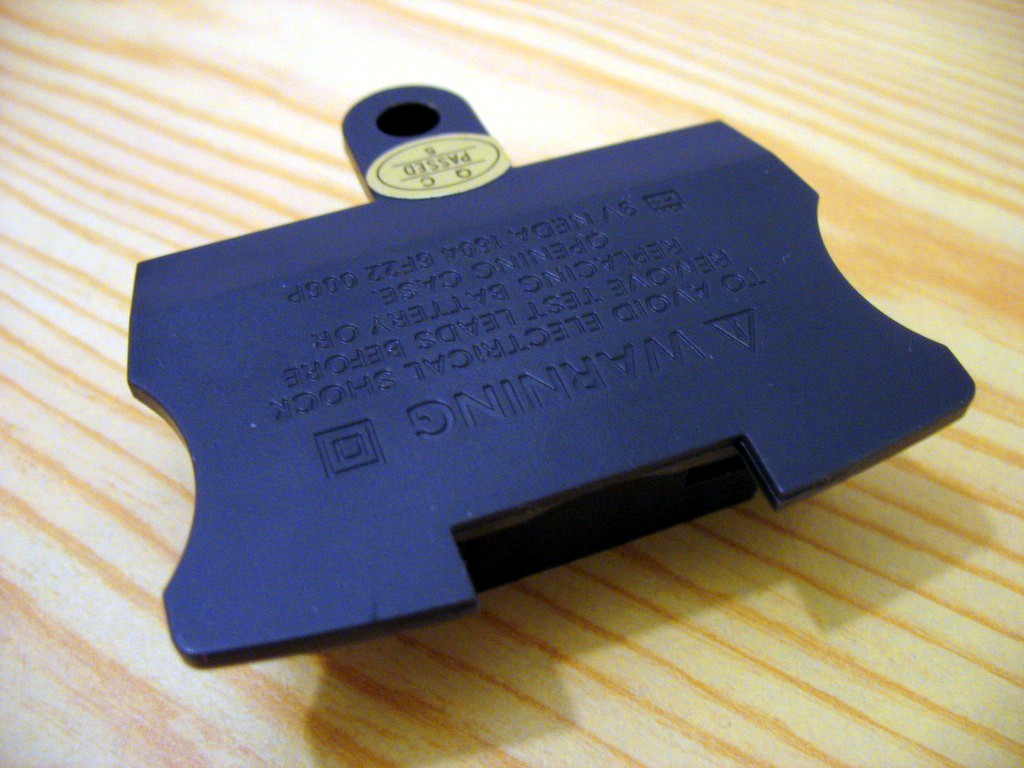 WARNING
TO AVOID ELECTRICAL SHOCK
REMOVE TEST LEADS BEFORE
REPLACING BATTERY OR
OPENING CASE.
9V NEDA 1604 6F22 006P
Q C
PASSED
6